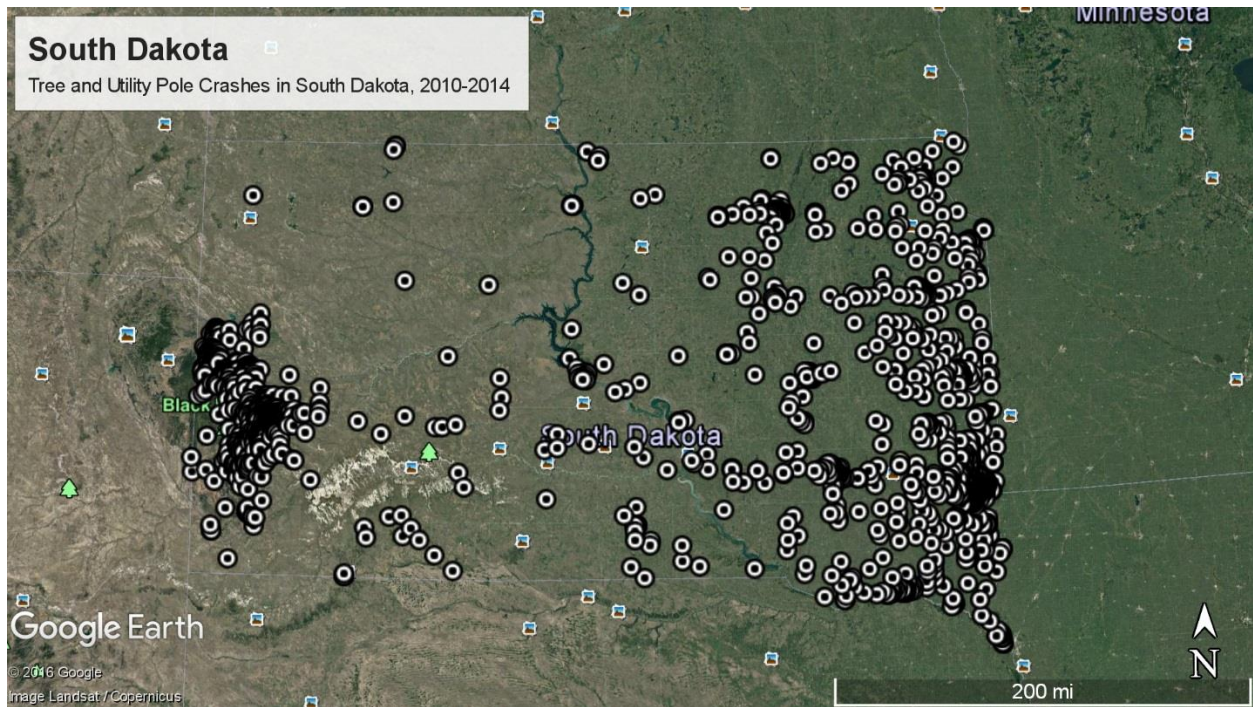 South Dakota
Tree and Utility Pole Crashes in South Dakota, 2010-2014
Minnesota
Black
South Dakota
Google Earth
© 2016 Google
Image Landsat / Copernicus
N
200 mi